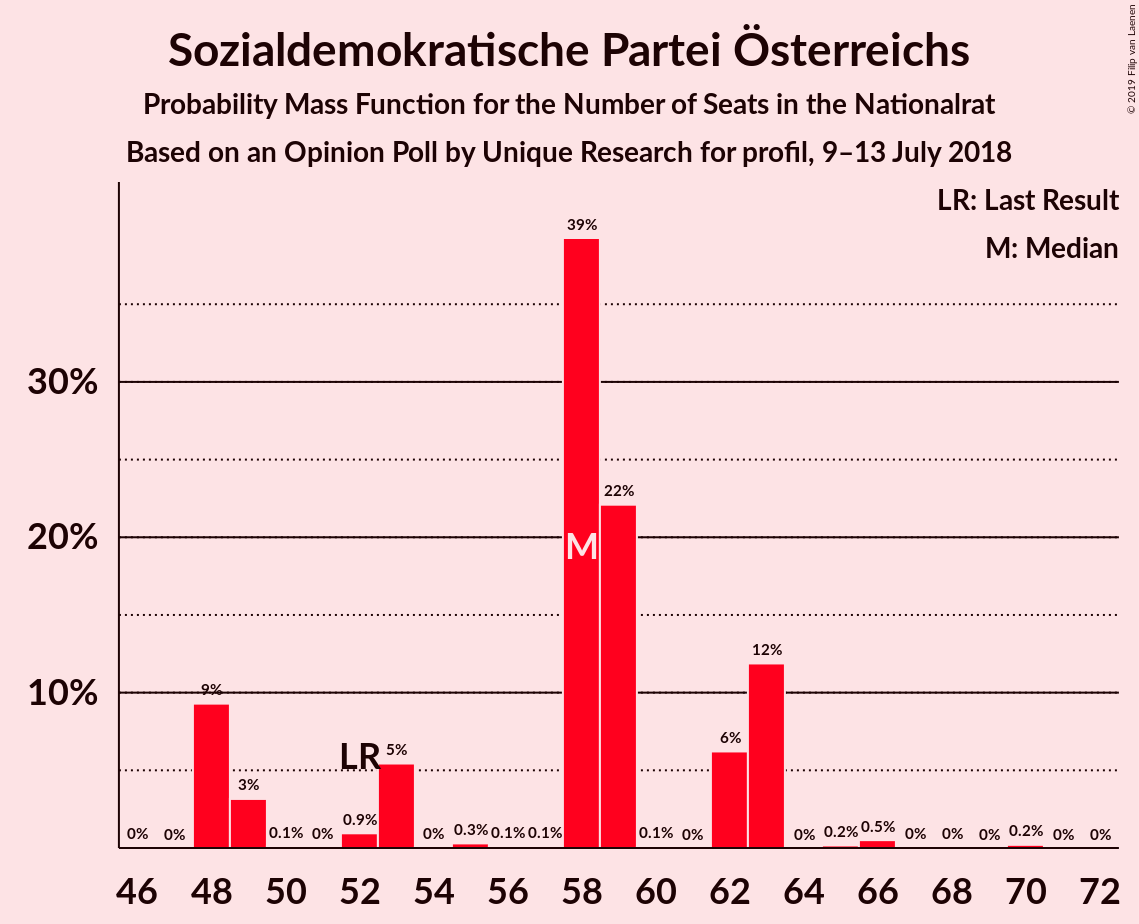 Sozialdemokratische Partei Österreichs
Probability Mass Function for the Number of Seats in the Nationalrat
Based on an Opinion Poll by Unique Research for profil, 9–13 July 2018
© 2019 Filip van Laenen
LR: Last Result
M: Median
30%
20%
10%
0% 0% 9% 3% 0.1% 0% 0.9% 5% 0% 0.3% 0.1% 0.1% 39% 22% 0.1% 0% 6% 12% 0% 0.2% 0.5% 0% 0% 0% 0.2% 0% 0%
LR
M
46 48 50 52 54 56 58 60 62 64 66 68 70 72